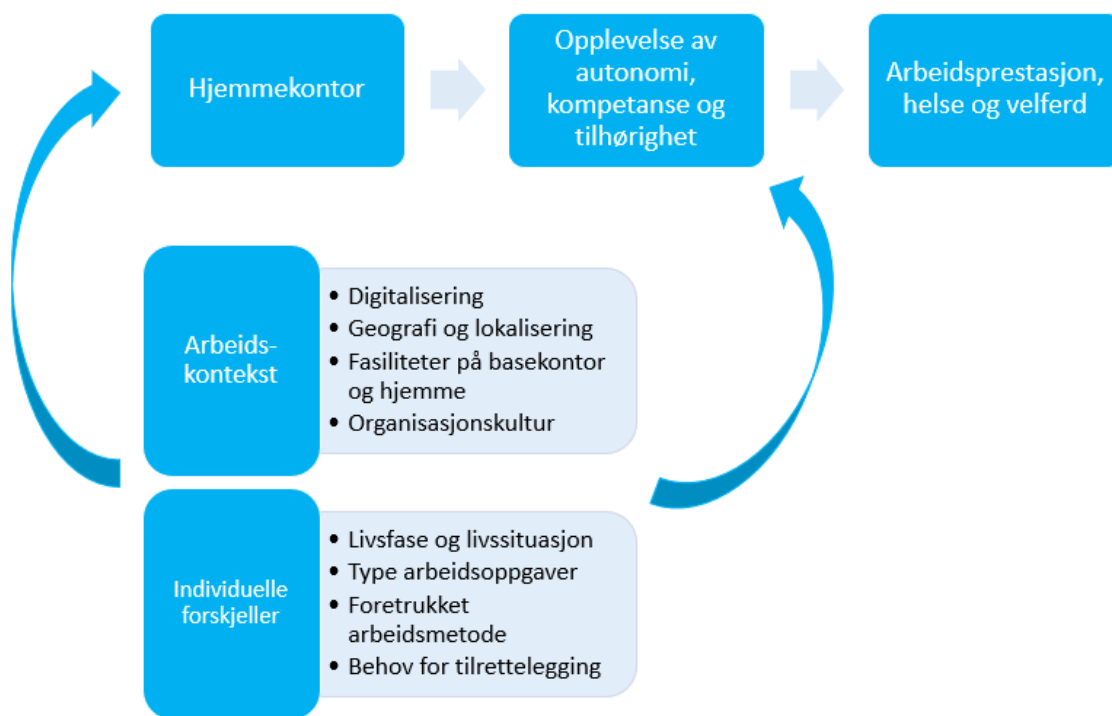 Hjemmekontor
Opplevelse av
autonomi,
kompetanse og
tilhørighet
Arbeidsprestasjon,
helse og velferd
Arbeids-
kontekst
• Digitalisering
• Geografi og lokalisering
• Fasiliteter på basekontor
og hjemme
• Organisasjonskultur
Individuelle
forskjeller
• Livsfase og livssituasjon
• Type arbeidsoppgaver
• Foretrukket
arbeidsmetode
• Behov for tilrettelegging